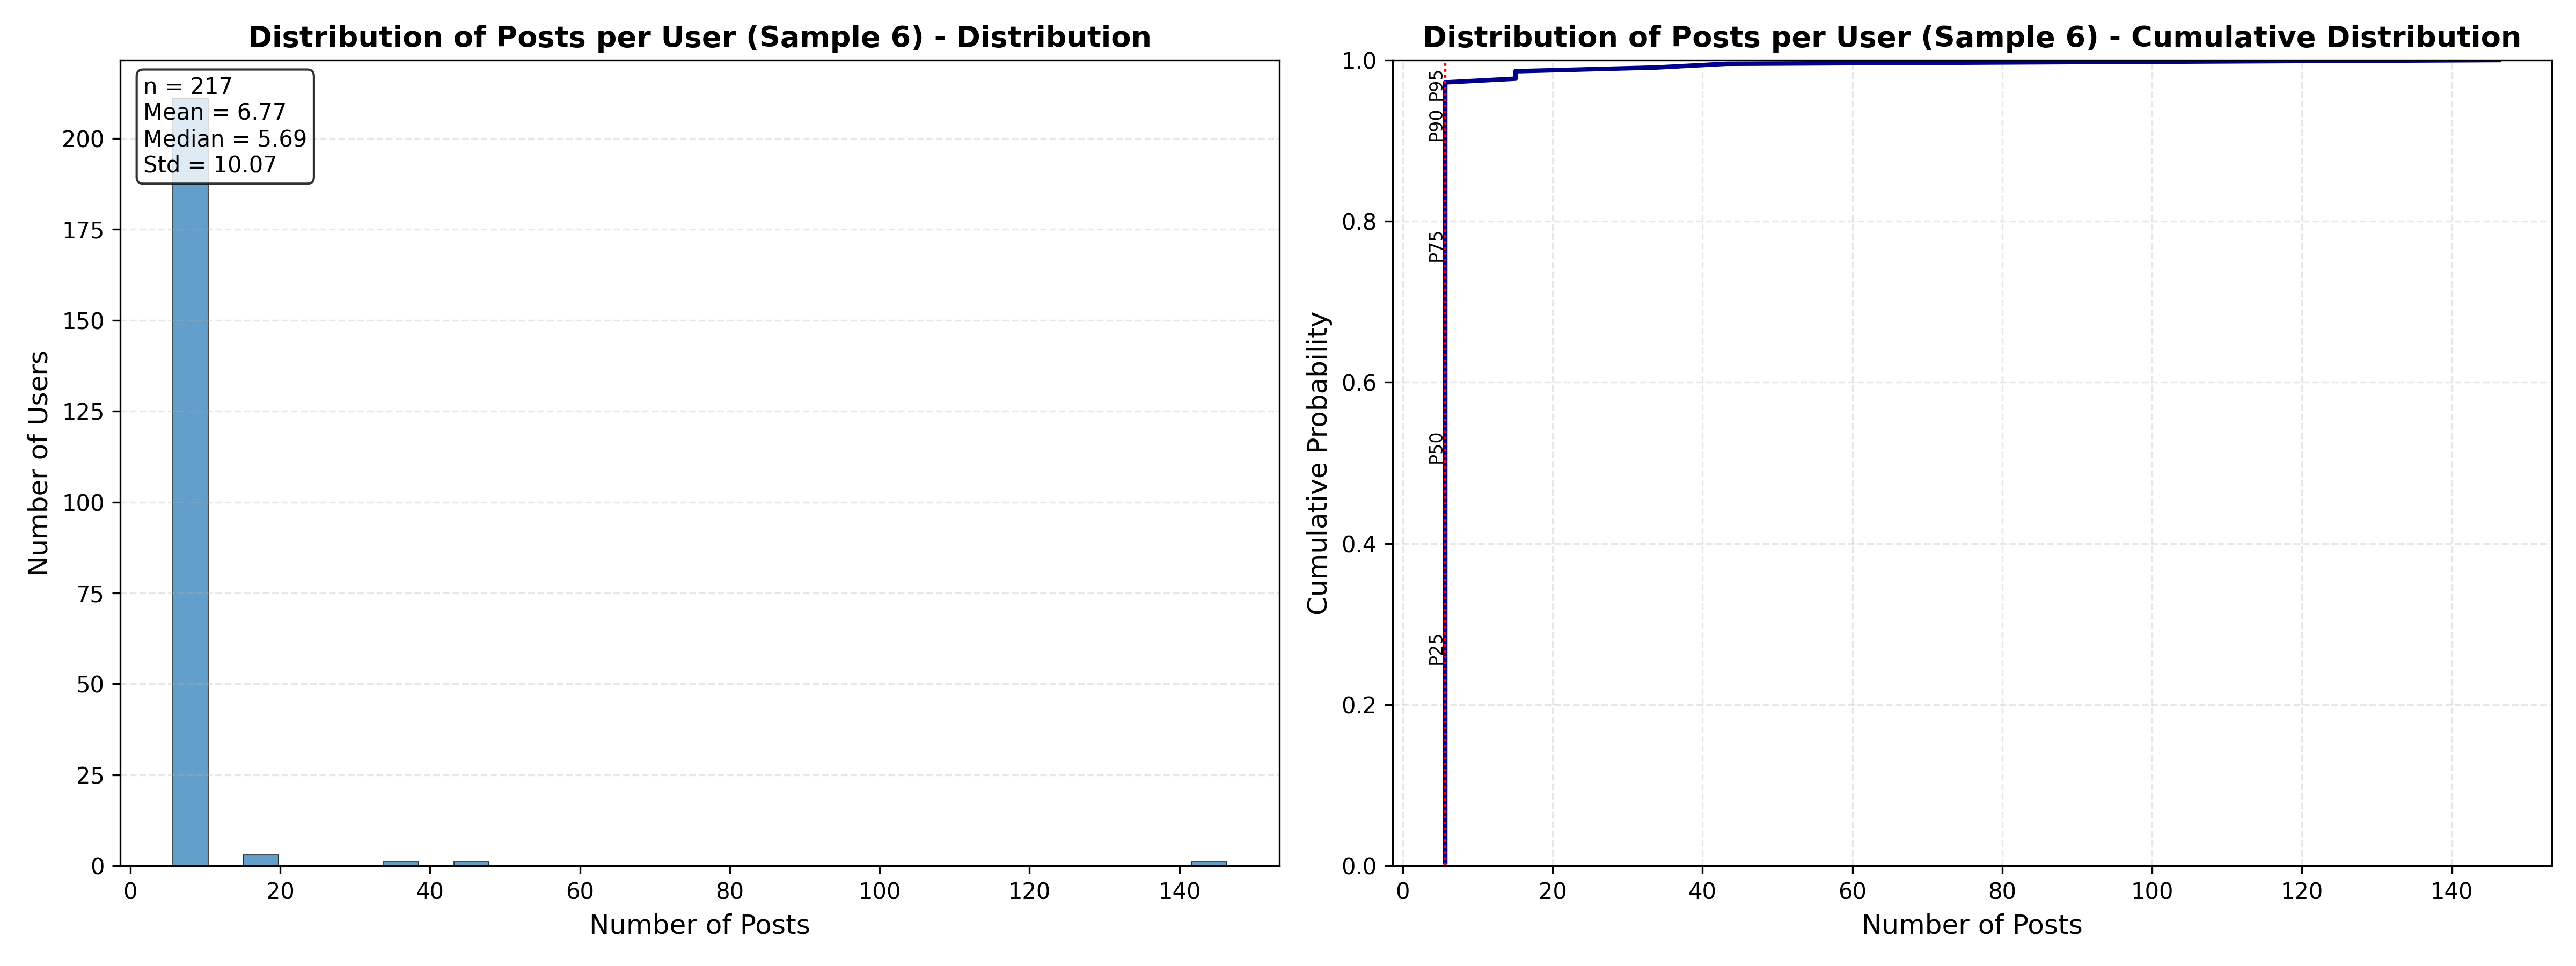 Distribution of Posts per User (Sample 6) - Distribution
n = 217
Mean = 6.77
Median = 5.69
Std = 10.07
Number of Users
200
175
150
125
100
75
50
25
0
0 20 40 60 80 100 120 140
Number of Posts
Distribution of Posts per User (Sample 6) - Cumulative Distribution
Cumulative Probability
1.0
0.8
0.6
0.4
0.2
0.0
P95
P90
P75
P50
P25
0 20 40 60 80 100 120 140
Number of Posts